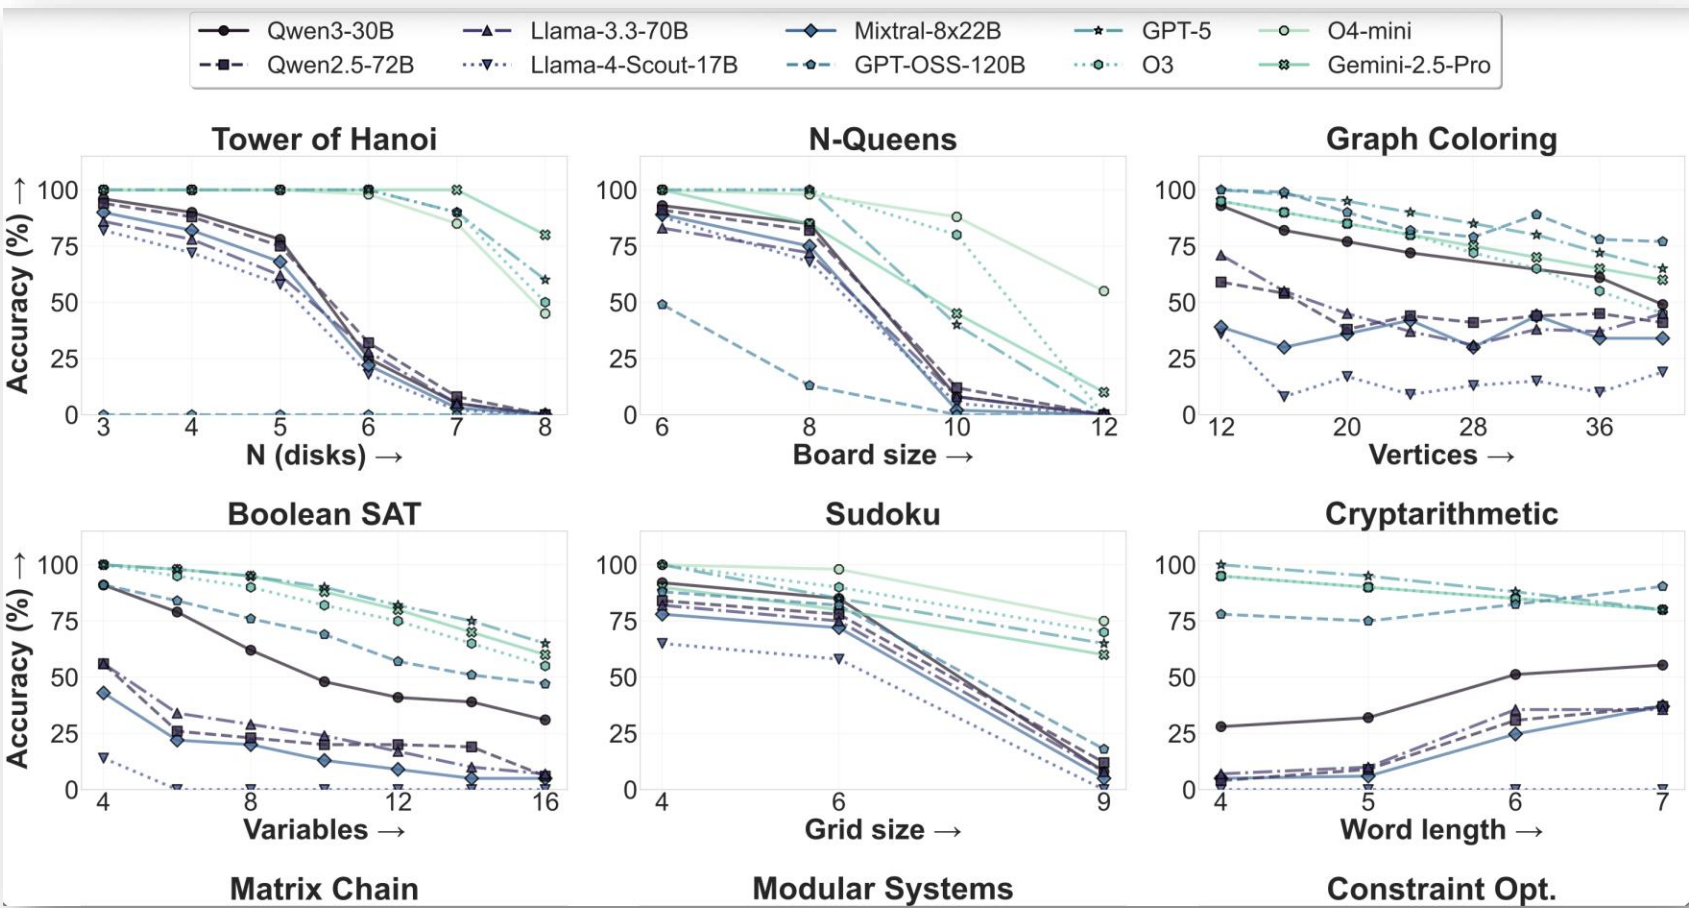 Qwen3-30B Llama-3.3-70B Mixtral-8x22B GPT-5 O4-mini
Qwen2.5-72B Llama-4-Scout-17B GPT-OSS-120B O3 Gemini-2.5-Pro
Tower of Hanoi
Accuracy (%) →
100
75
50
25
0
3 4 5 6 7 8
N (disks) →
N-Queens
100
75
50
25
0
6 8 10 12
Board size →
Graph Coloring
100
75
50
25
0
12 20 28 36
Vertices →
Boolean SAT
Accuracy (%) →
100
75
50
25
0
4 8 12 16
Variables →
Sudoku
100
75
50
25
0
4 6 9
Grid size →
Cryptarithmetic
100
75
50
25
0
4 5 6 7
Word length →
Matrix Chain
Modular Systems
Constraint Opt.